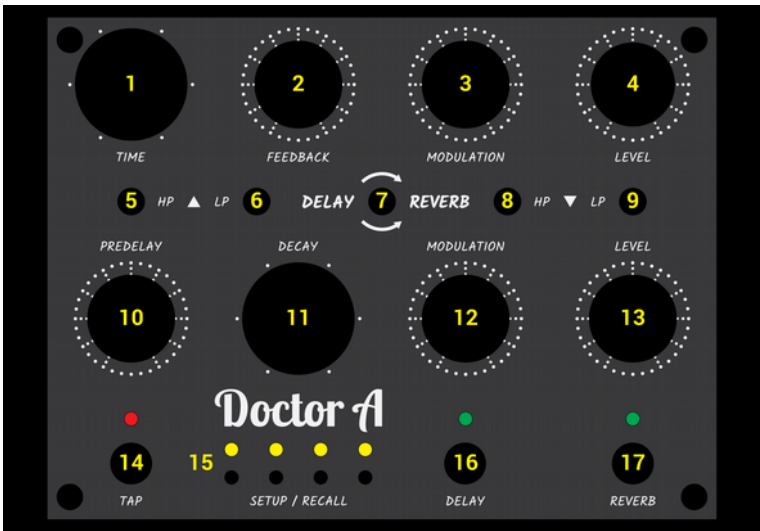 1 2 3 4
TIME FEEDBACK MODULATION LEVEL
5 HP ▲ LP 6 DELAY 7 REVERB 8 HP ▼ LP 9
PREDELAY DECAY MODULATION LEVEL
10 11 12 13
Doctor A
14 15 16 17
TAP SETUP / RECALL DELAY REVERB